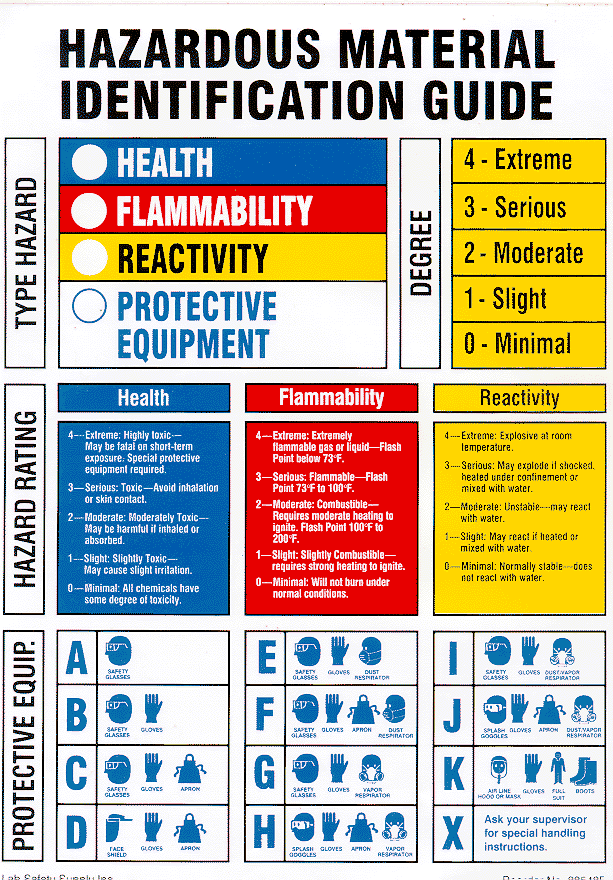 HAZARDOUS MATERIAL
IDENTIFICATION GUIDE
TYPE HAZARD
HEALTH
FLAMMABILITY
REACTIVITY
PROTECTIVE
EQUIPMENT
DEGREE
4 - Extreme
3 - Serious
2 - Moderate
1 - Slight
0 - Minimal
HAZARD RATING
Health
4—Extreme: Highly toxic—
May be fatal on short-term
exposure. Special protective
equipment required.
3—Serious: Toxic—Avoid inhalation
or skin contact.
2—Moderate: Moderately Toxic—
May be harmful if inhaled or
absorbed.
1—Slight: Slightly Toxic—
May cause slight irritation.
0—Minimal: All chemicals have
some degree of toxicity.
Flammability
4—Extreme: Extremely
flammable gas or liquid—Flash
Point below 73°F.
3—Serious: Flammable—Flash
Point 73°F to 100°F.
2—Moderate: Combustible—
Requires moderate heating to
ignite. Flash Point 100°F to
200°F.
1—Slight: Slightly Combustible—
requires strong heating to ignite.
0—Minimal: Will not burn under
normal conditions.
Reactivity
4—Extreme: Explosive at room
temperature.
3—Serious: May explode if shocked,
heated under confinement or
mixed with water.
2—Moderate: Unstable—may react
with water.
1—Slight: May react if heated or
mixed with water.
0—Minimal: Normally stable—does
not react with water.
PROTECTIVE EQUIP.
A
SAFETY
GLASSES
B
SAFETY
GLASSES
GLOVES
C
SAFETY
GLASSES
GLOVES
APRON
D
FACE
SHIELD
GLOVES
APRON
E
SAFETY
GLASSES
GLOVES
DUST
RESPIRATOR
F
SAFETY
GLASSES
GLOVES
APRON
DUST
RESPIRATOR
G
SAFETY
GLASSES
GLOVES
VAPOR
RESPIRATOR
H
SPLASH
GOGGLES
GLOVES
APRON
VAPOR
RESPIRATOR
I
SAFETY
GLASSES
GLOVES
DUST/VAPOR
RESPIRATOR
J
SPLASH
GOGGLES
GLOVES
APRON
DUST/VAPOR
RESPIRATOR
K
AIR LINE
HOOD OR MASK
GLOVES
FULL
SUIT
BOOTS
X
Ask your supervisor
for special handling
instructions.
Lab Safety Supply Inc.
Reorder No.